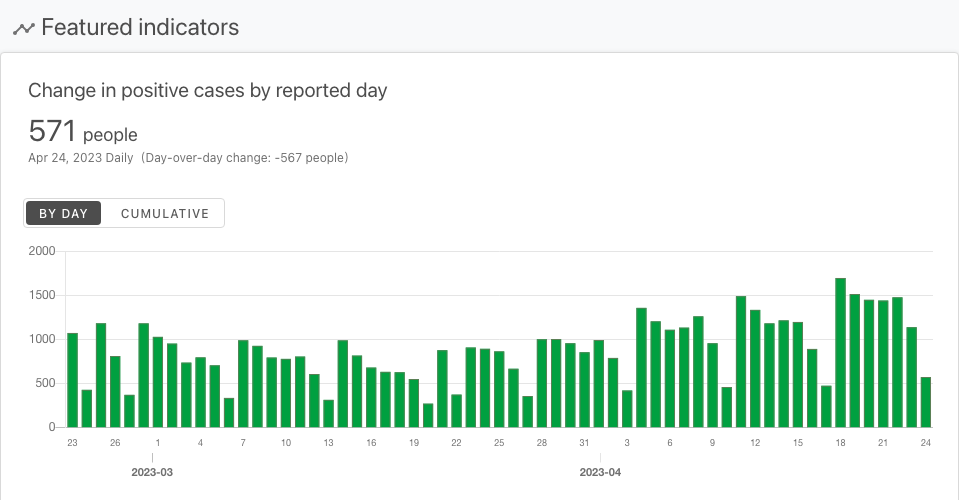 Featured indicators
Change in positive cases by reported day
571 people
Apr 24, 2023 Daily (Day-over-day change: -567 people)
BY DAY CUMULATIVE
2000
1500
1000
500
0
23 26 1 4 7 10 13 16 19 22 25 28 31 3 6 9 12 15 18 21 24
2023-03 2023-04